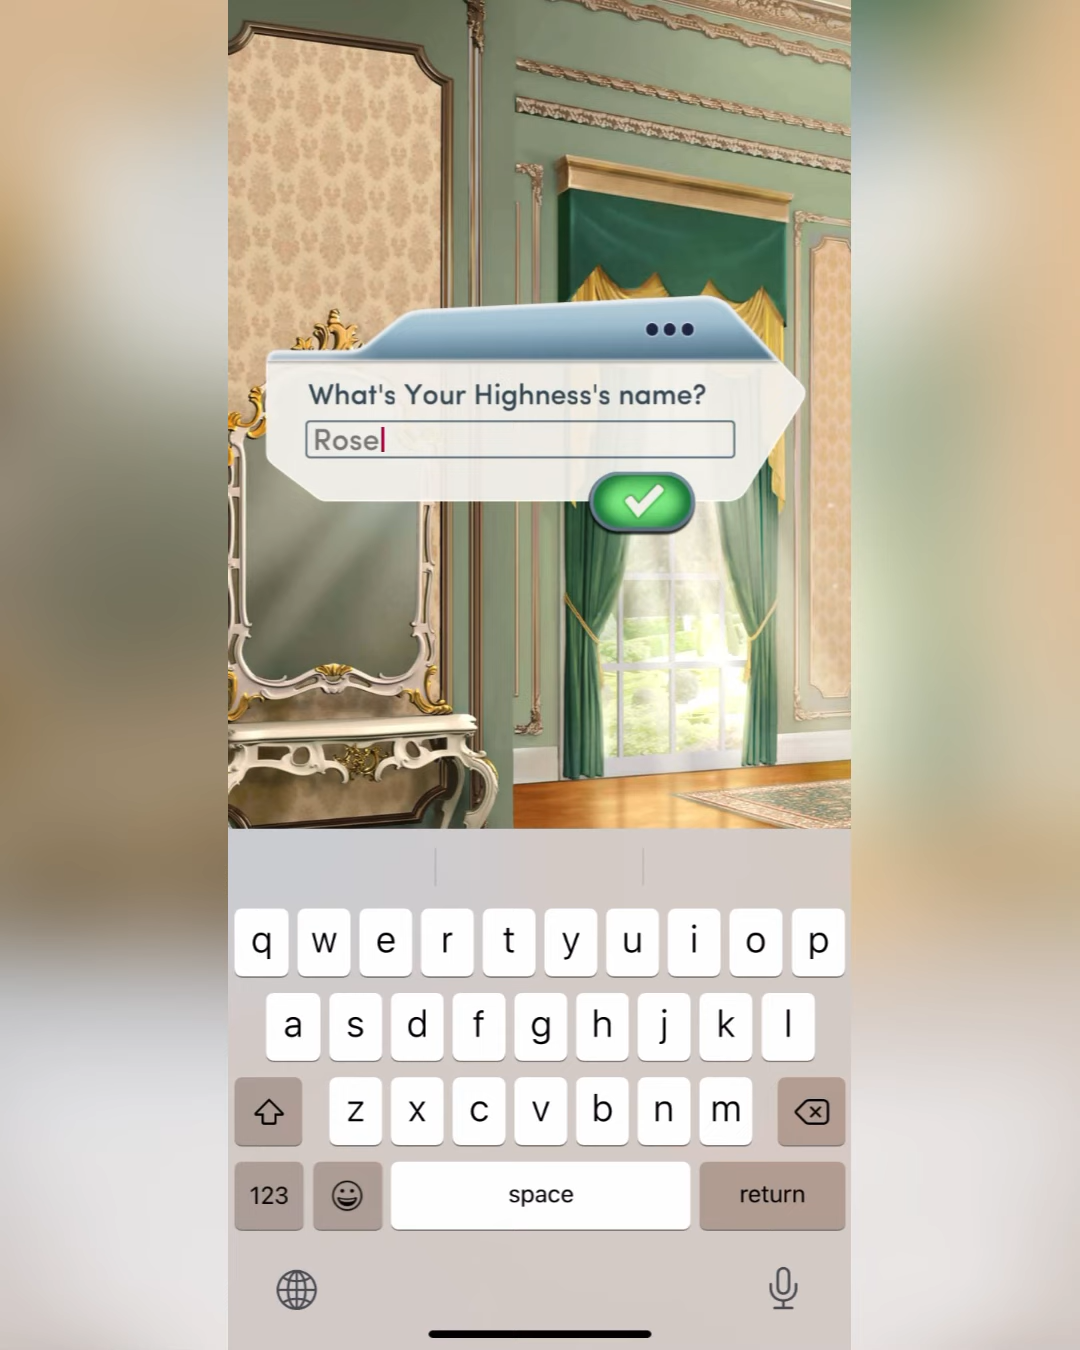 What's Your Highness's name?
Rose
q w e r t y u i o p
a s d f g h j k l
z x c v b n m
123 space return